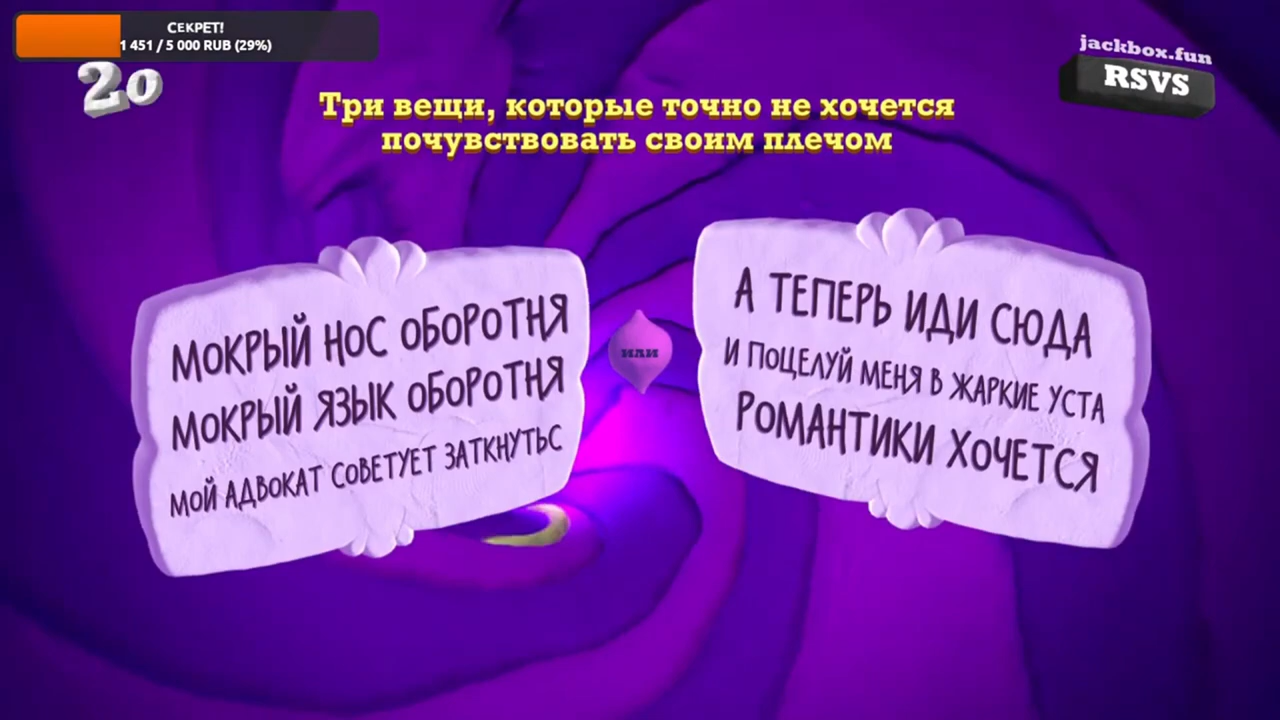 СЕКРЕТ!
1 451 / 5 000 RUB (29%)
20
jackbox.fun
RSVS
Три вещи, которые точно не хочется
почувствовать своим плечом
МОКРЫЙ НОС ОБОРОТНЯ
МОКРЫЙ ЯЗЫК ОБОРОТНЯ
МОЙ АДВОКАТ СОВЕТУЕТ ЗАТКНУТЬС
или
А ТЕПЕРЬ ИДИ СЮДА
И ПОЦЕЛУЙ МЕНЯ В ЖАРКИЕ УСТА
РОМАНТИКИ ХОЧЕТСЯ